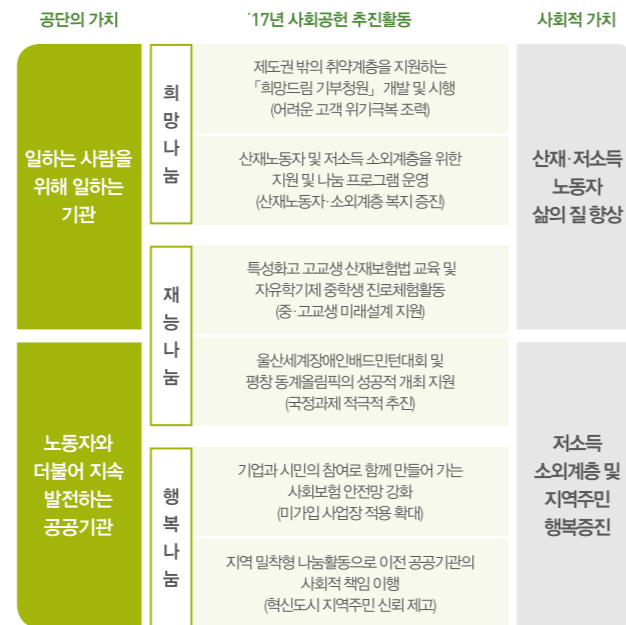 공단의 가치
'17년 사회공헌 추진활동
사회적 가치
일하는 사람을
위해 일하는
기관
노동자와
더불어 지속
발전하는
공공기관
희
망
나
눔
제도권 밖의 취약계층을 지원하는
「희망드림 기부청원」 개발 및 시행
(어려운 고객 위기극복 조력)
산재노동자 및 저소득 소외계층을 위한
지원 및 나눔 프로그램 운영
(산재노동자·소외계층 복지 증진)
재
능
나
눔
특성화고 고교생 산재보험법 교육 및
자유학기제 중학생 진로체험활동
(중·고교생 미래설계 지원)
울산세계장애인배드민턴대회 및
평창 동계올림픽의 성공적 개최 지원
(국정과제 적극적 추진)
행
복
나
눔
기업과 시민의 참여로 함께 만들어 가는
사회보험 안전망 강화
(미가입 사업장 적용 확대)
지역 밀착형 나눔활동으로 이전 공공기관의
사회적 책임 이행
(혁신도시 지역주민 신뢰 제고)
산재·저소득
노동자
삶의 질 향상
저소득
소외계층 및
지역주민
행복증진